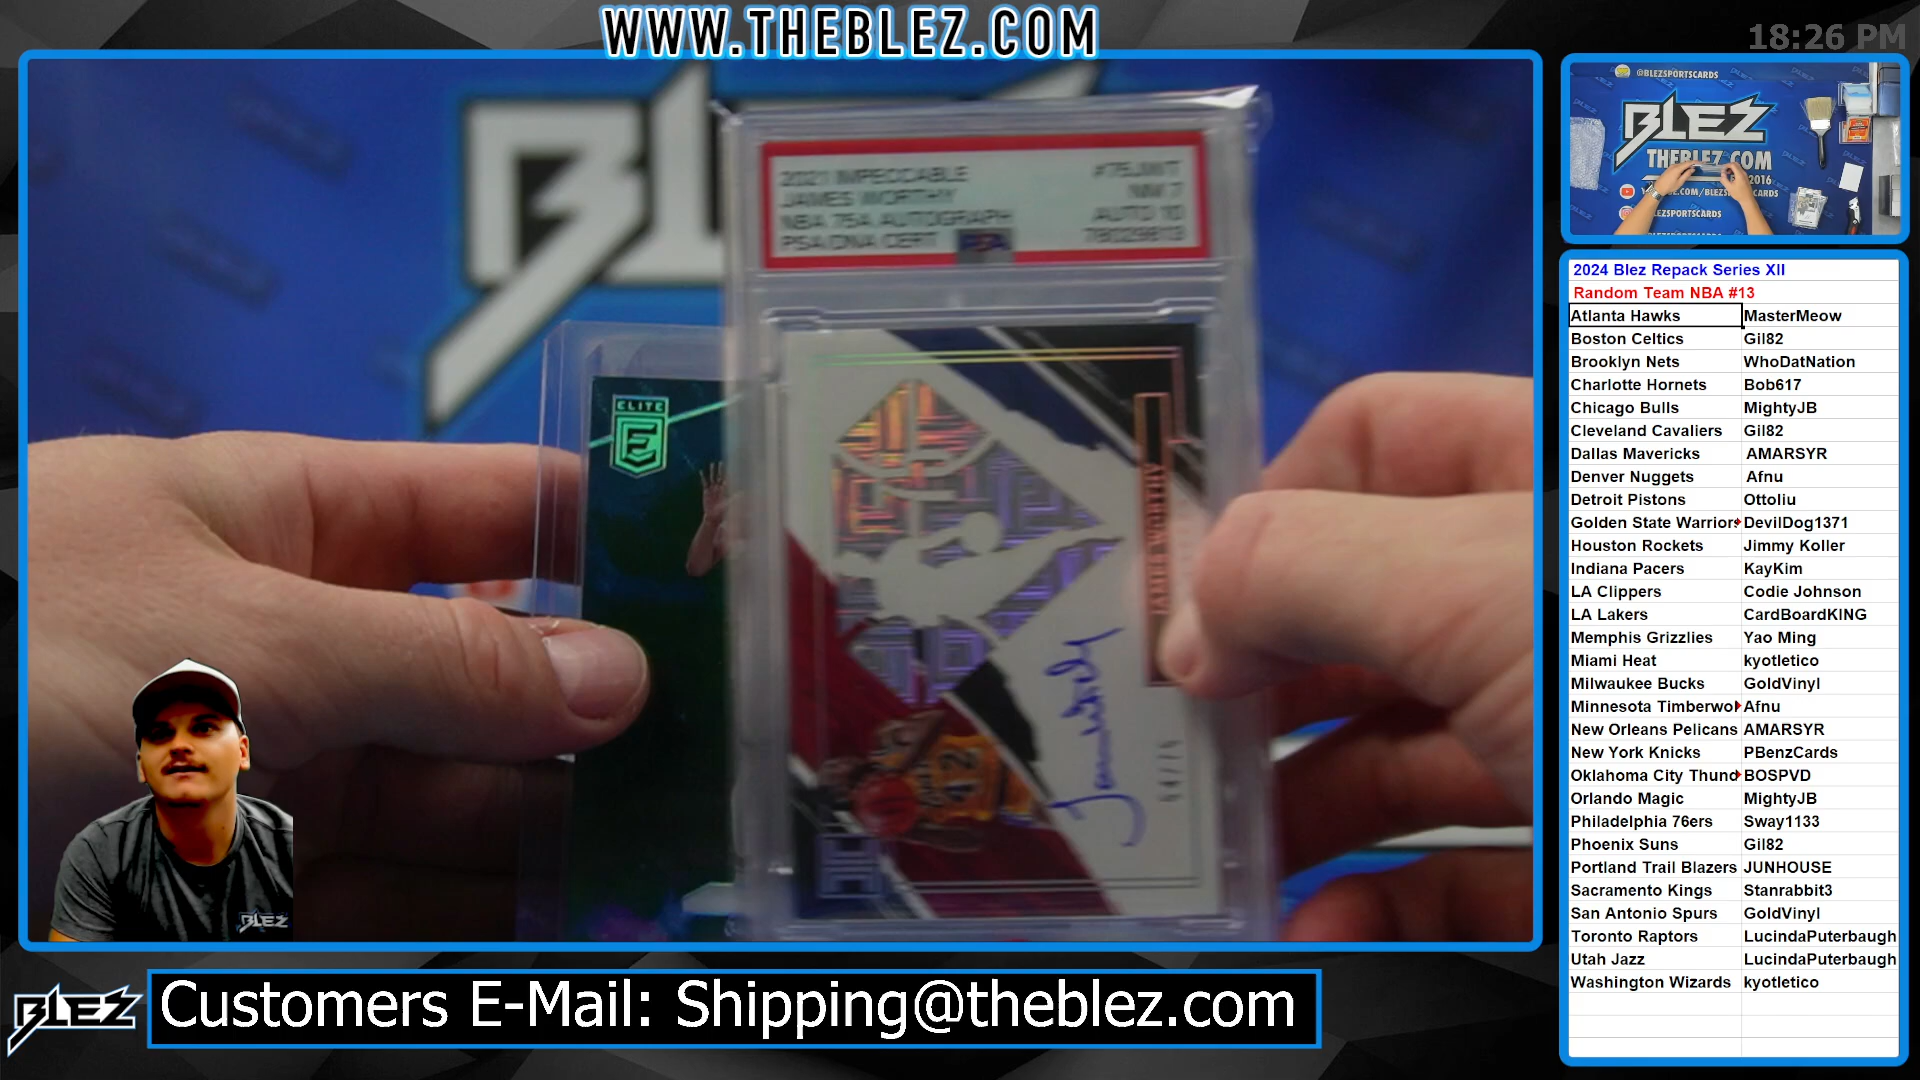 WWW.THEBLEZ.COM
18:26 PM
2021 IMPECCABLE
JAMES WORTHY
NBA 75A AUTOGRAPH
PSA/DNA CERT
#75JWT
NM 7
AUTO 10
PSA
ELITE
E
42
@BLEZSPORTSCARDS
BLEZ
THEBLEZ.COM
2016
2024 Blez Repack Series XII
Random Team NBA #13
Atlanta Hawks MasterMeow
Boston Celtics Gil82
Brooklyn Nets WhoDatNation
Charlotte Hornets Bob617
Chicago Bulls MightyJB
Cleveland Cavaliers Gil82
Dallas Mavericks AMARSYR
Denver Nuggets Afnu
Detroit Pistons Ottoliu
Golden State Warriors DevilDog1371
Houston Rockets Jimmy Koller
Indiana Pacers KayKim
LA Clippers Codie Johnson
LA Lakers CardBoardKING
Memphis Grizzlies Yao Ming
Miami Heat kyotletico
Milwaukee Bucks GoldVinyl
Minnesota Timberwol Afnu
New Orleans Pelicans AMARSYR
New York Knicks PBenzCards
Oklahoma City Thund BOSPVD
Orlando Magic MightyJB
Philadelphia 76ers Sway1133
Phoenix Suns Gil82
Portland Trail Blazers JUNHOUSE
Sacramento Kings Stanrabbit3
San Antonio Spurs GoldVinyl
Toronto Raptors LucindaPuterbaugh
Utah Jazz LucindaPuterbaugh
Washington Wizards kyotletico
BLEZ
BLEZ
Customers E-Mail: Shipping@theblez.com